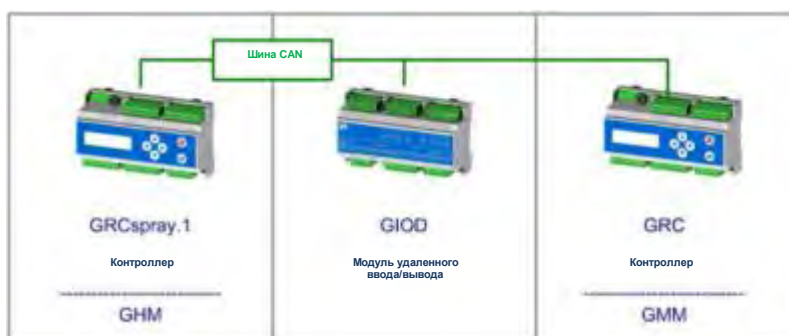 Шина CAN
GRCspray.1
GIOD
GRC
Контроллер
Модуль удаленного
ввода/вывода
Контроллер
GHM
GMM